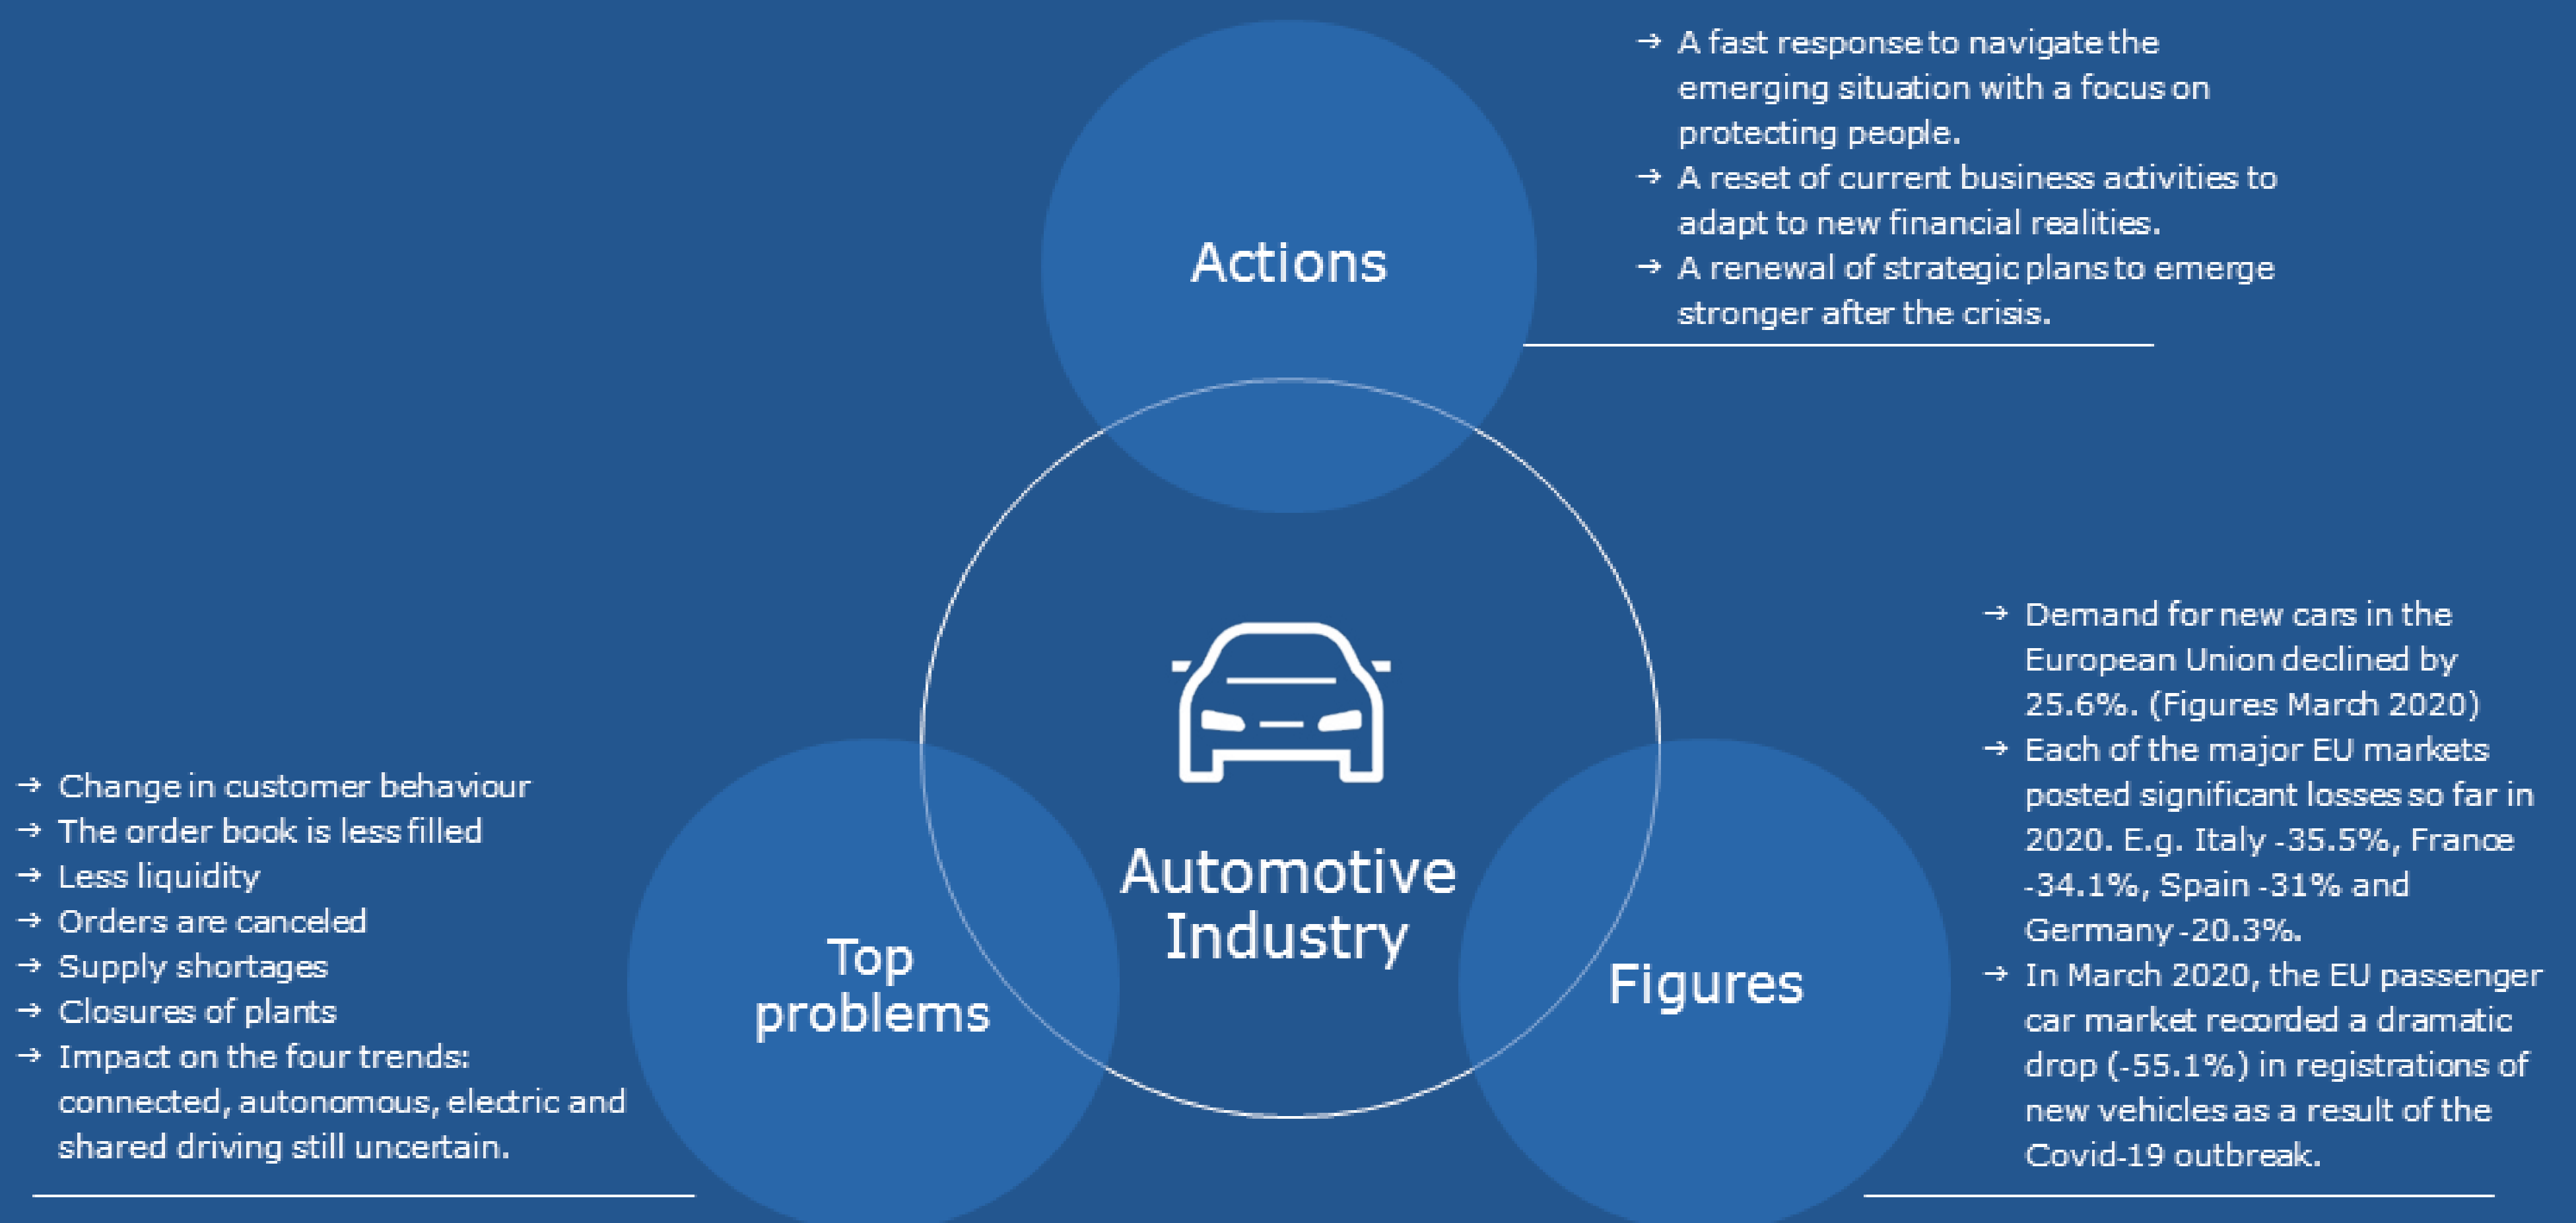 → A fast response to navigate the
emerging situation with a focus on
protecting people.
→ A reset of current business activities to
adapt to new financial realities.
→ A renewal of strategic plans to emerge
stronger after the crisis.
Actions
Automotive
Industry
→ Change in customer behaviour
→ The order book is less filled
→ Less liquidity
→ Orders are canceled
→ Supply shortages
→ Closures of plants
→ Impact on the four trends:
connected, autonomous, electric and
shared driving still uncertain.
Top
problems
Figures
→ Demand for new cars in the
European Union declined by
25.6%. (Figures March 2020)
→ Each of the major EU markets
posted significant losses so far in
2020. E.g. Italy -35.5%, France
-34.1%, Spain -31% and
Germany -20.3%.
→ In March 2020, the EU passenger
car market recorded a dramatic
drop (-55.1%) in registrations of
new vehicles as a result of the
Covid-19 outbreak.